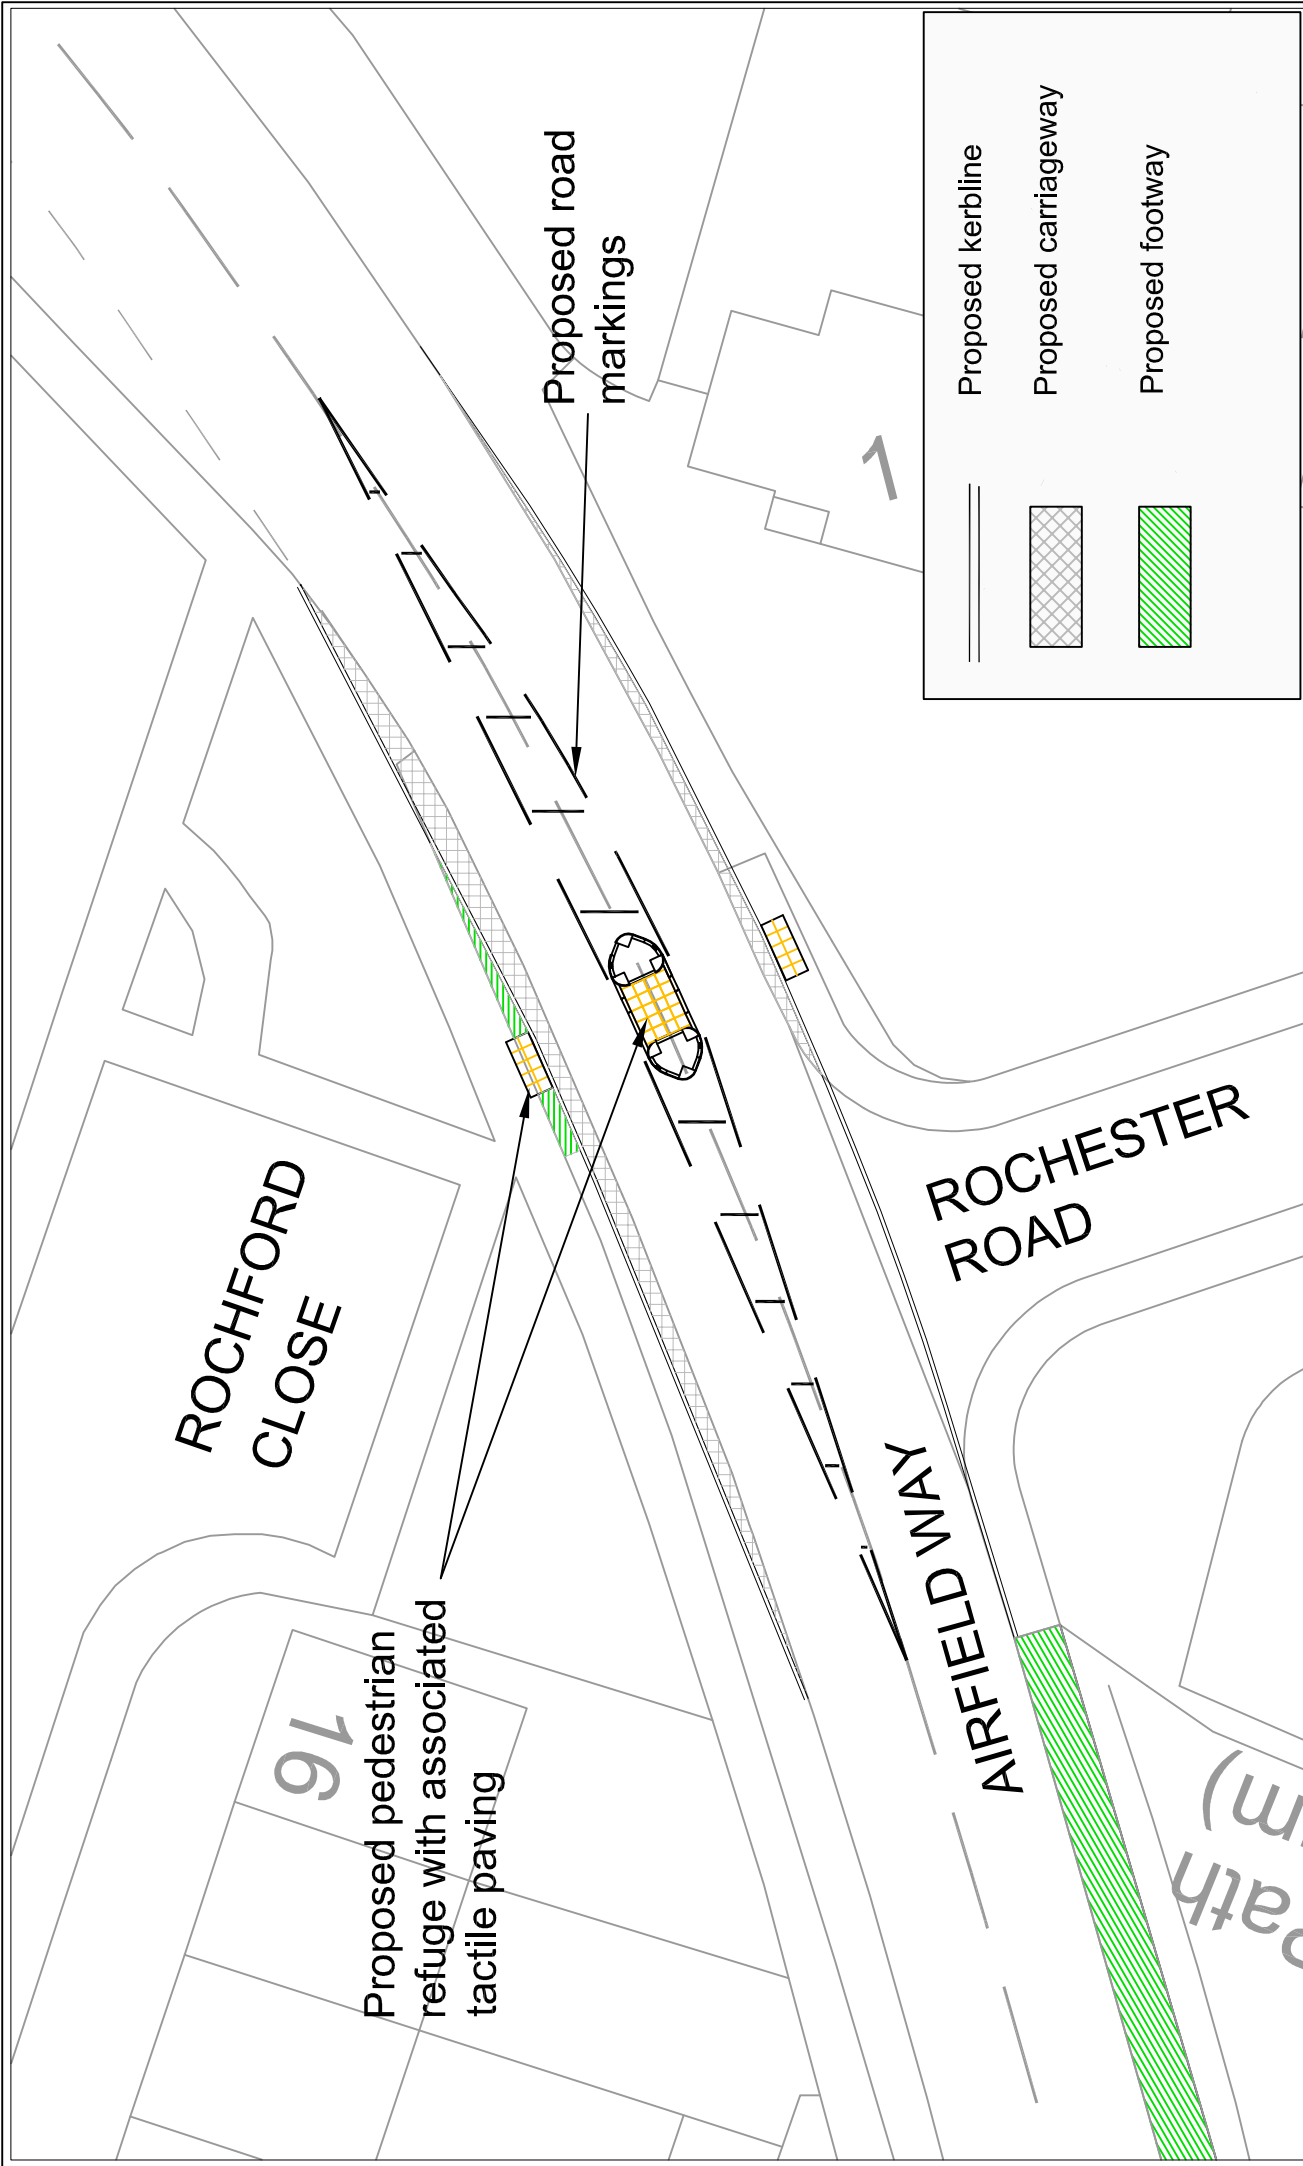 Proposed road
markings
Proposed kerbline
Proposed carriageway
Proposed footway
ROCHFORD
CLOSE
ROCHESTER
ROAD
AIRFIELD WAY
Proposed pedestrian
refuge with associated
tactile paving
1
16
Path
m)